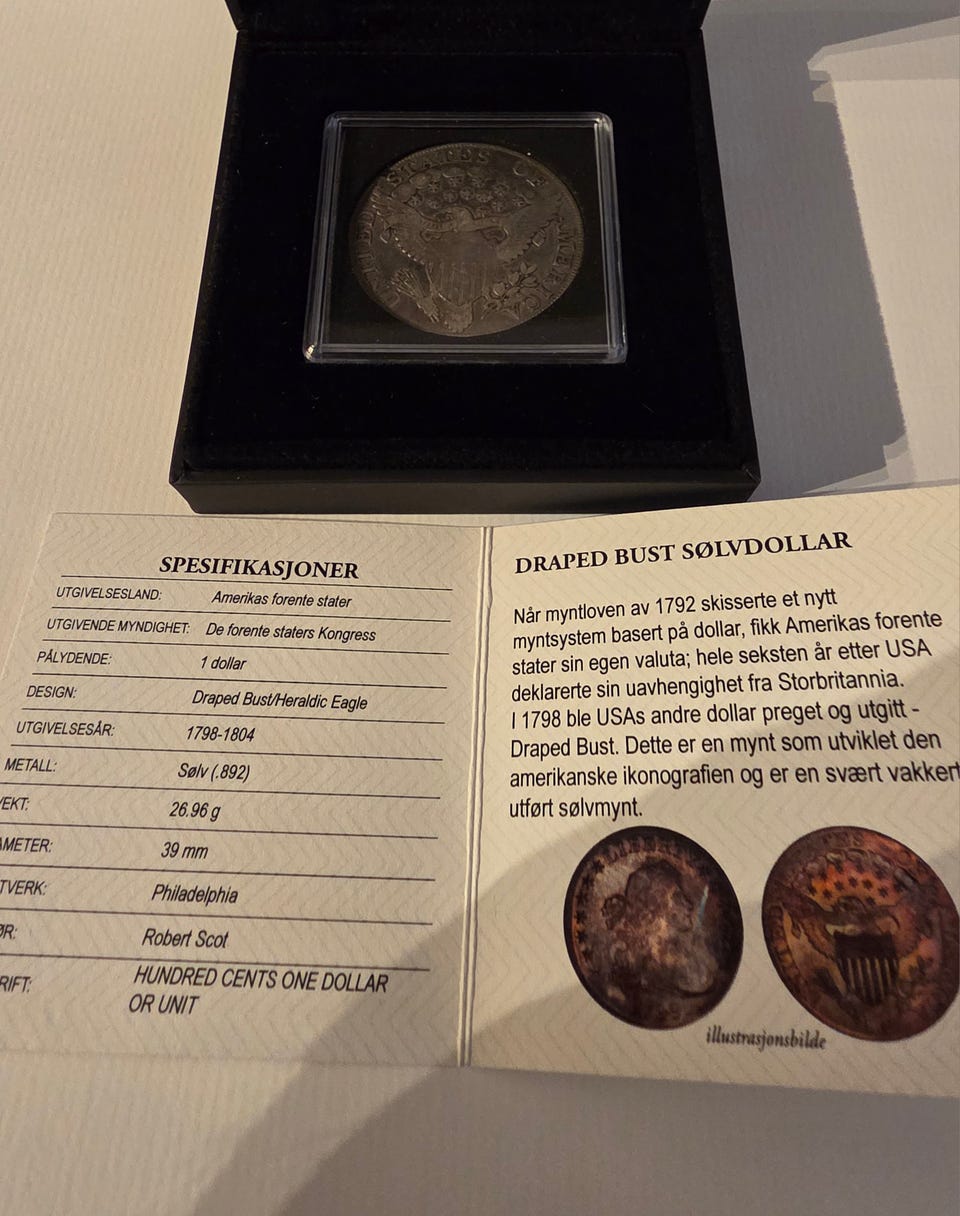 UNITED STATES OF AMERICA
SPESIFIKASJONER
UTGIVELSESLAND: Amerikas forente stater
UTGIVENDE MYNDIGHET: De forente staters Kongress
PÅLYDENDE: 1 dollar
DESIGN: Draped Bust/Heraldic Eagle
UTGIVELSESÅR: 1798-1804
METALL: Sølv (.892)
EKT: 26.96 g
AMETER: 39 mm
TVERK: Philadelphia
ØR: Robert Scot
RIFT: HUNDRED CENTS ONE DOLLAR
OR UNIT
DRAPED BUST SØLVDOLLAR
Når myntloven av 1792 skisserte et nytt
myntsystem basert på dollar, fikk Amerikas forente
stater sin egen valuta; hele seksten år etter USA
deklarerte sin uavhengighet fra Storbritannia.
I 1798 ble USAs andre dollar preget og utgitt -
Draped Bust. Dette er en mynt som utviklet den
amerikanske ikonografien og er en svært vakkert
utført sølvmynt.
illustrasjonsbilde